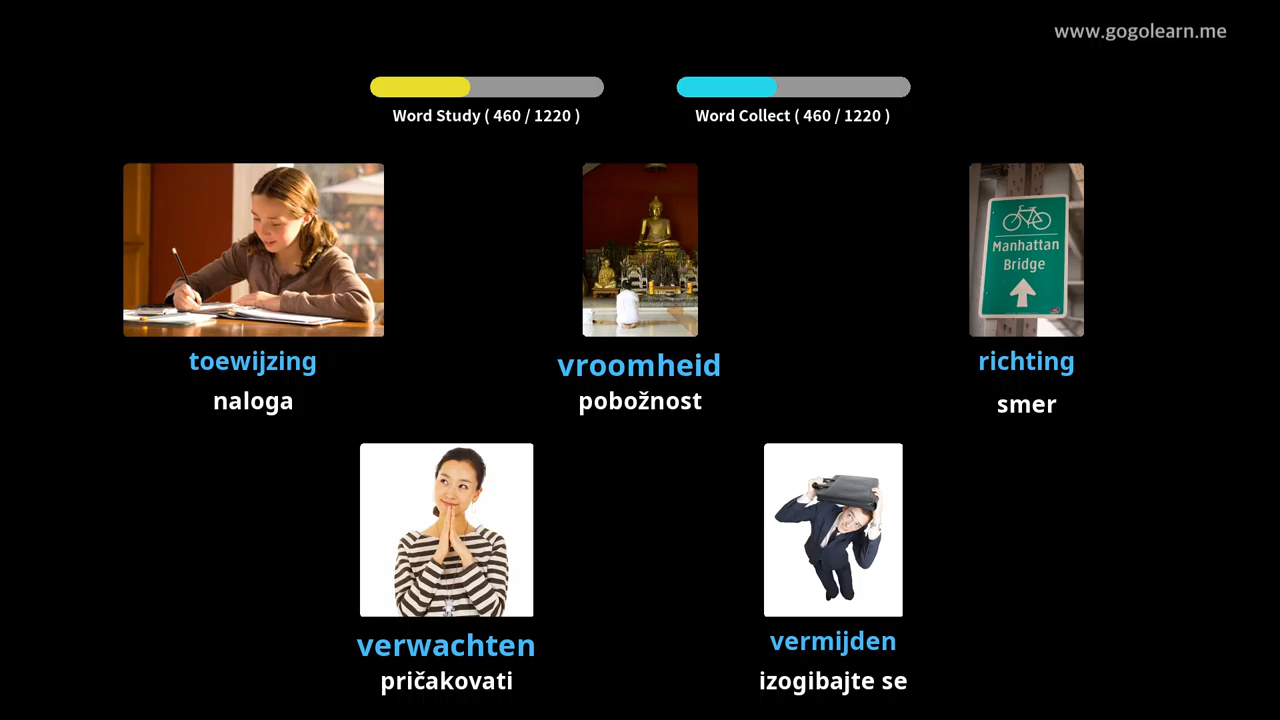 www.gogolearn.me
Word Study ( 460 / 1220 )
Word Collect ( 460 / 1220 )
Manhattan
Bridge
toewijzing
naloga
vroomheid
pobožnost
richting
smer
verwachten
pričakovati
vermijden
izogibajte se